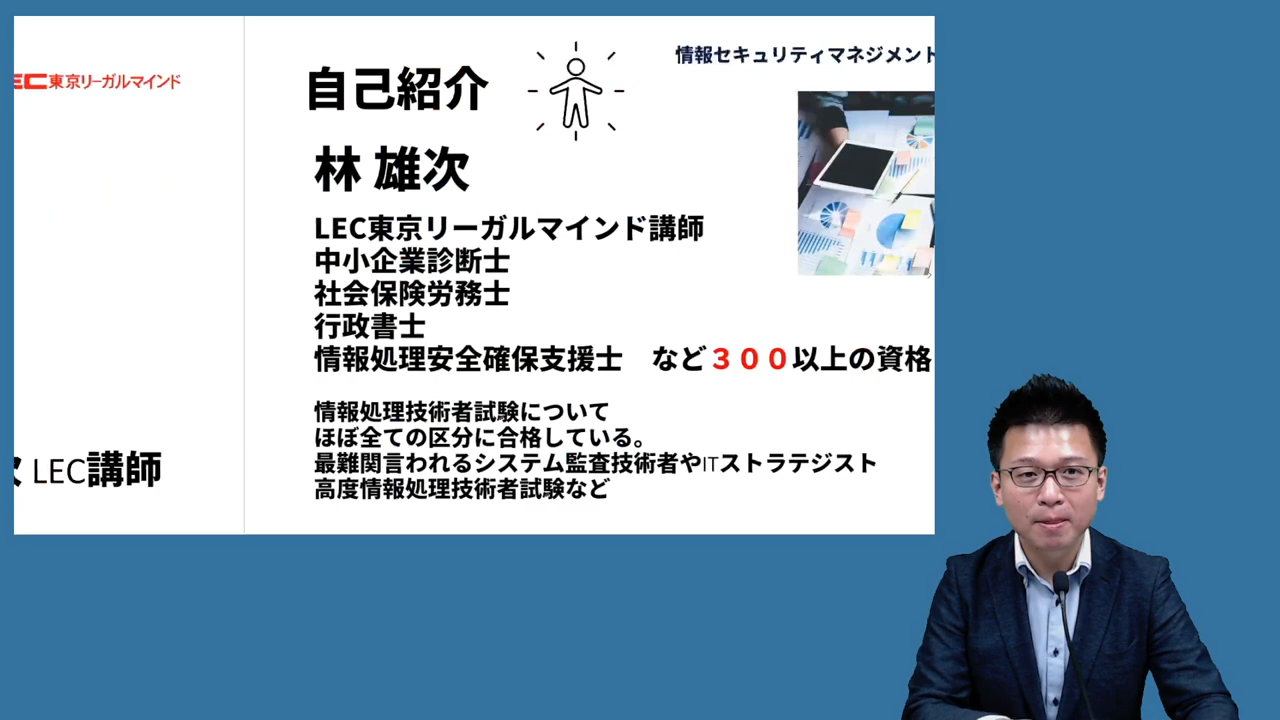 東京リーガルマインド
LEC講師
自己紹介
情報セキュリティマネジメント
林 雄次
LEC東京リーガルマインド講師
中小企業診断士
社会保険労務士
行政書士
情報処理安全確保支援士 など３００以上の資格
情報処理技術者試験について
ほぼ全ての区分に合格している。
最難関言われるシステム監査技術者やITストラテジスト
高度情報処理技術者試験など